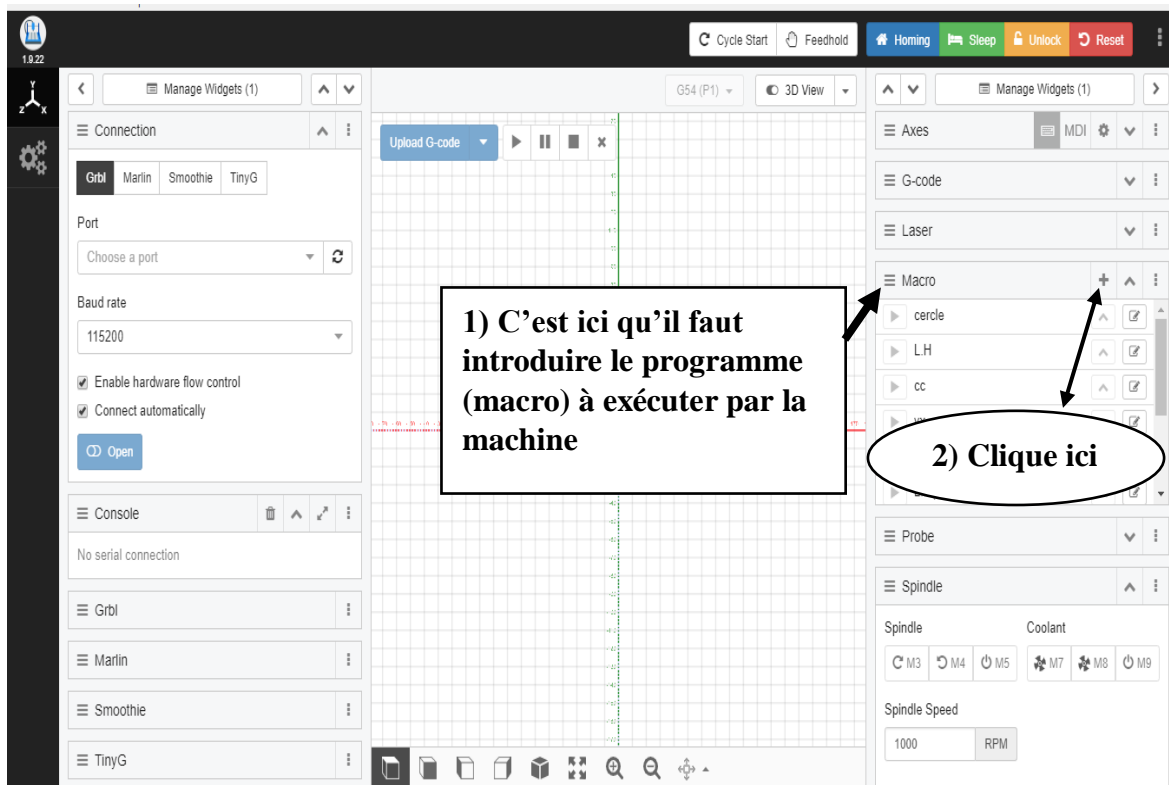 1.9.22
Cycle Start
Feedhold
Homing
Sleep
Unlock
Reset
Y
Z X
Manage Widgets (1)
Connection
Grbl Marlin Smoothie TinyG
Port
Choose a port
Baud rate
115200
Enable hardware flow control
Connect automatically
Open
Console
No serial connection
Grbl
Marlin
Smoothie
TinyG
G54 (P1)
3D View
Upload G-code
1) C’est ici qu’il faut
introduire le programme
(macro) à exécuter par la
machine
Manage Widgets (1)
Axes MDI
G-code
Laser
Macro
cercle
L.H
cc
2) Clique ici
Probe
Spindle
Spindle Coolant
M3 M4 M5 M7 M8 M9
Spindle Speed
1000 RPM